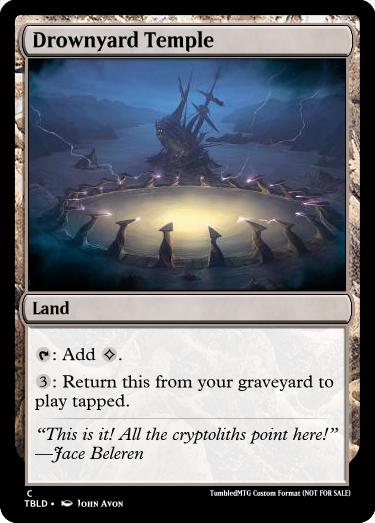 Drownyard Temple
Land
: Add .
3: Return this from your graveyard to
play tapped.
“This is it! All the cryptoliths point here!”
—Jace Beleren
C
TBLD • John Avon
TumbledMTG Custom Format (NOT FOR SALE)